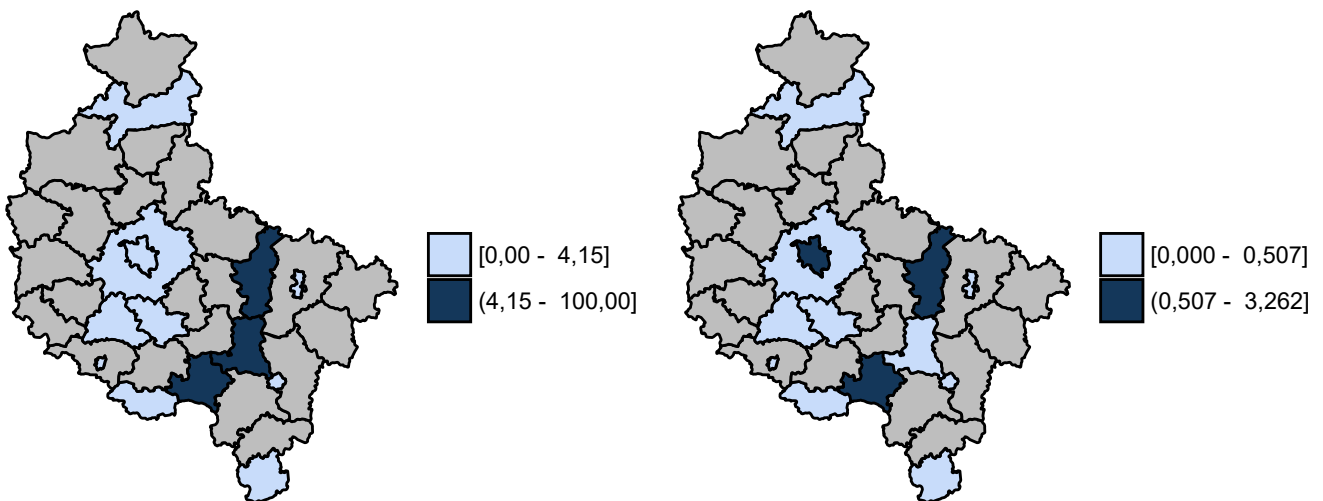 [0,00 -  4,15]
(4,15 -  100,00]
[0,000 -  0,507]
(0,507 -  3,262]